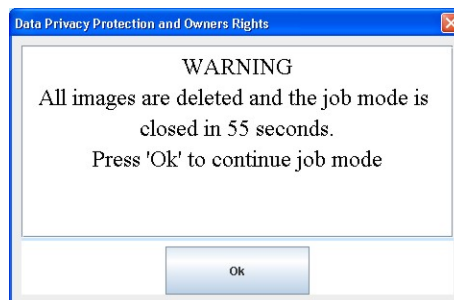 Data Privacy Protection and Owners Rights
WARNING
All images are deleted and the job mode is
closed in 55 seconds.
Press 'Ok' to continue job mode
Ok